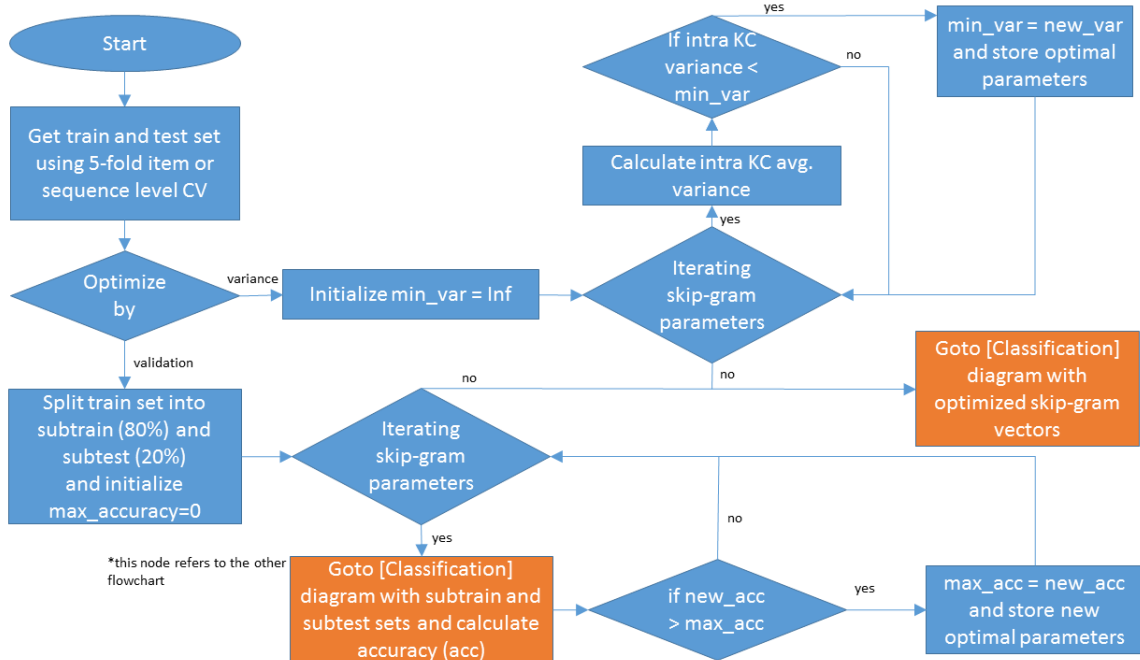 Start
Get train and test set
using 5-fold item or
sequence level CV
Optimize
by
variance
validation
Initialize min_var = Inf
Iterating
skip-gram
parameters
yes
no
Calculate intra KC avg.
variance
If intra KC
variance <
min_var
yes
no
min_var = new_var
and store optimal
parameters
Goto [Classification]
diagram with
optimized skip-gram
vectors
Split train set into
subtrain (80%) and
subtest (20%)
and initialize
max_accuracy=0
Iterating
skip-gram
parameters
no
yes
*this node refers to the other
flowchart
Goto [Classification]
diagram with subtrain and
subtest sets and calculate
accuracy (acc)
if new_acc
> max_acc
no
yes
max_acc = new_acc
and store new
optimal parameters